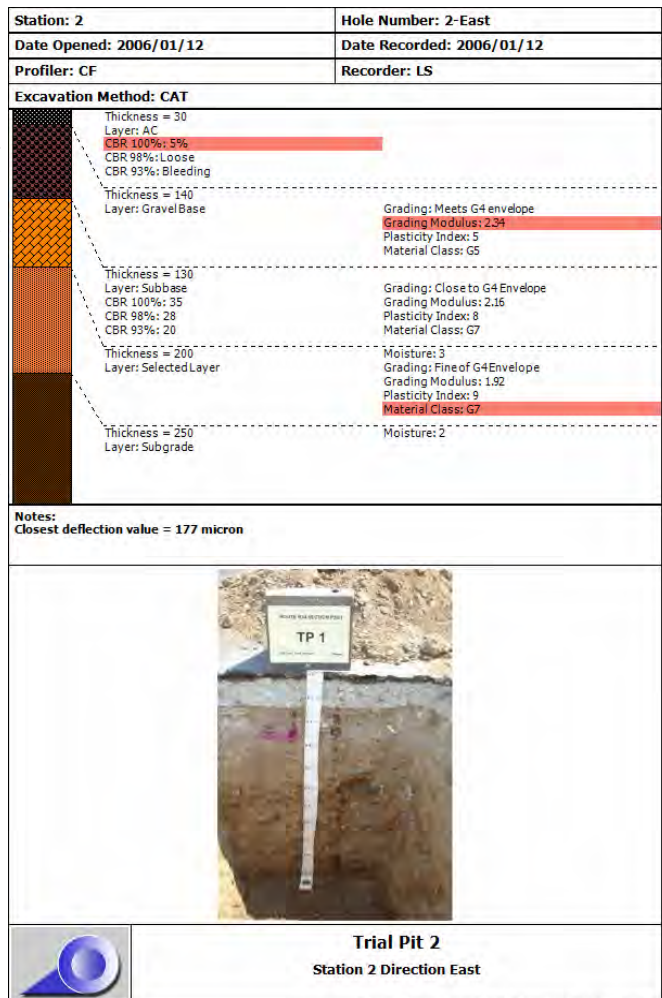 Station: 2
Hole Number: 2-East
Date Opened: 2006/01/12
Date Recorded: 2006/01/12
Profiler: CF
Recorder: LS
Excavation Method: CAT
Thickness = 30
Layer: AC
CBR 100%: 5%
CBR 98%: Loose
CBR 93%: Bleeding
Thickness = 140
Layer: Gravel Base
Grading: Meets G4 envelope
Grading Modulus: 2.34
Plasticity Index: 5
Material Class: G5
Thickness = 130
Layer: Subbase
CBR 100%: 35
CBR 98%: 28
CBR 93%: 20
Grading: Close to G4 Envelope
Grading Modulus: 2.16
Plasticity Index: 8
Material Class: G7
Thickness = 200
Layer: Selected Layer
Moisture: 3
Grading: Fine of G4 Envelope
Grading Modulus: 1.92
Plasticity Index: 9
Material Class: G7
Thickness = 250
Layer: Subgrade
Moisture: 2
Notes:
Closest deflection value = 177 micron
TP 1
Trial Pit 2
Station 2 Direction East